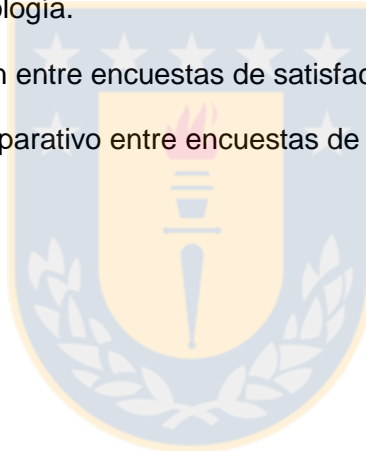 ología.
n entre encuestas de satisfac
parativo entre encuestas de